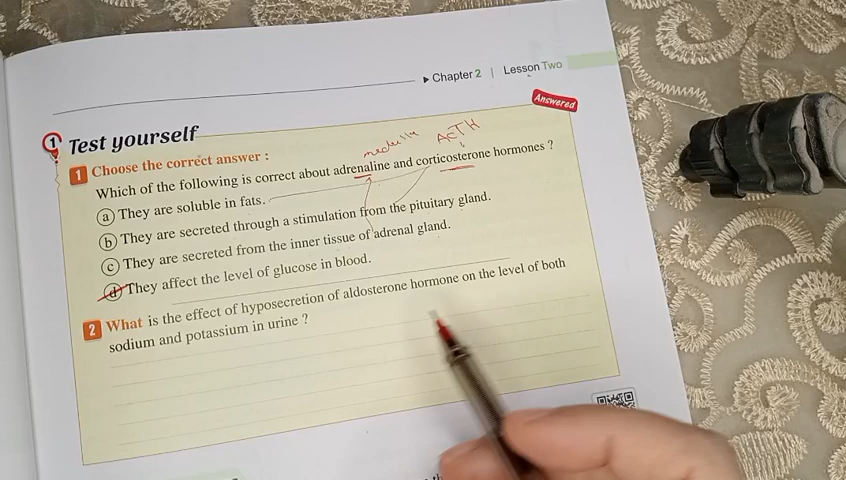 ▶ Chapter 2 | Lesson Two
Answered
1 Test yourself
1 Choose the correct answer :
medulla ACTH
Which of the following is correct about adrenaline and corticosterone hormones ?
a They are soluble in fats.
b They are secreted through a stimulation from the pituitary gland.
c They are secreted from the inner tissue of adrenal gland.
d They affect the level of glucose in blood.
2 What is the effect of hyposecretion of aldosterone hormone on the level of both
sodium and potassium in urine ?